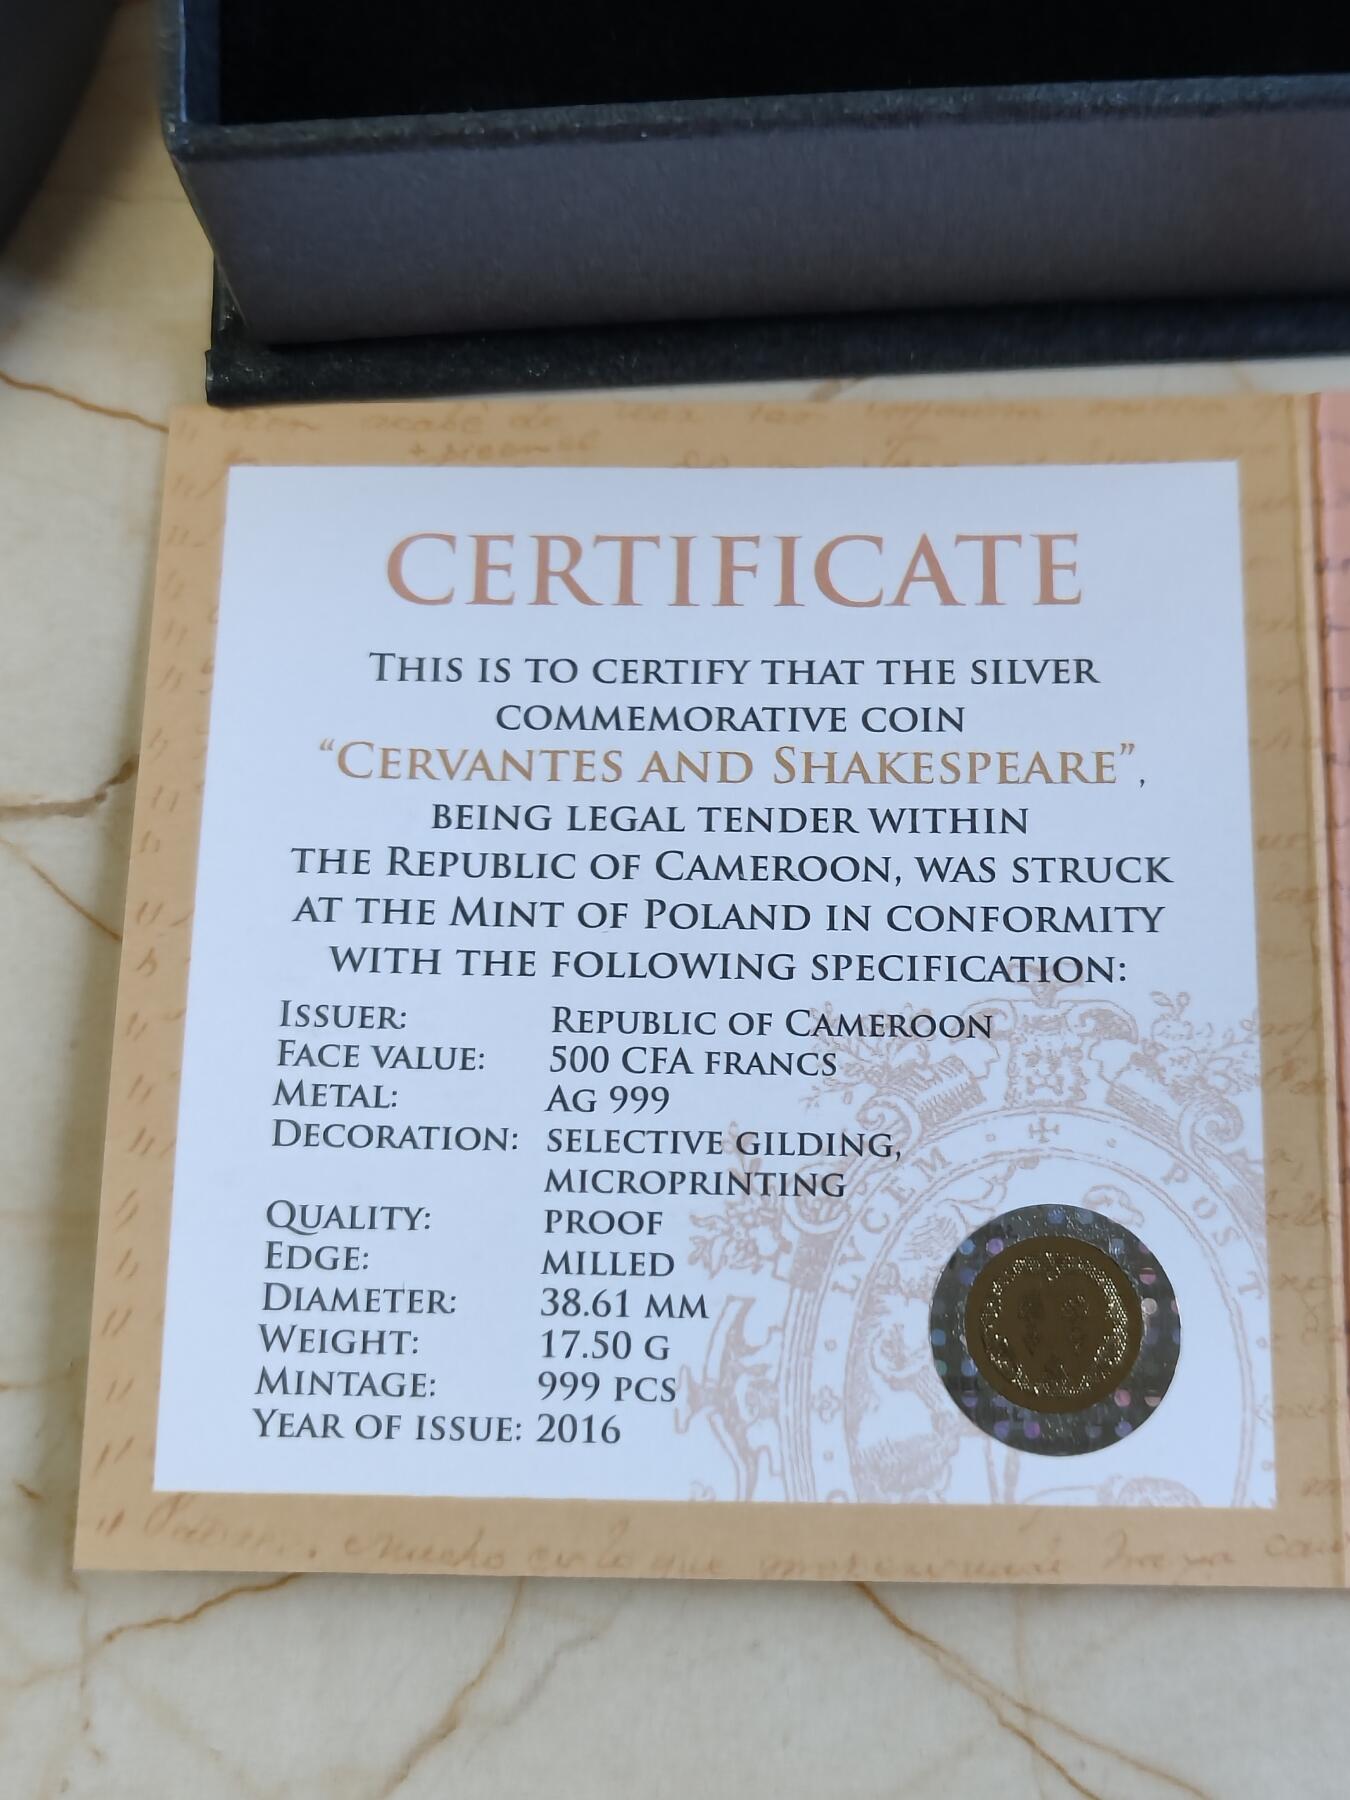 CERTIFICATE
THIS IS TO CERTIFY THAT THE SILVER
COMMEMORATIVE COIN
“CERVANTES AND SHAKESPEARE”,
BEING LEGAL TENDER WITHIN
THE REPUBLIC OF CAMEROON, WAS STRUCK
AT THE MINT OF POLAND IN CONFORMITY
WITH THE FOLLOWING SPECIFICATION:
ISSUER: REPUBLIC OF CAMEROON
FACE VALUE: 500 CFA FRANCS
METAL: AG 999
DECORATION: SELECTIVE GILDING,
MICROPRINTING
QUALITY: PROOF
EDGE: MILLED
DIAMETER: 38.61 MM
WEIGHT: 17.50 G
MINTAGE: 999 PCS
YEAR OF ISSUE: 2016
LVCEM
POST